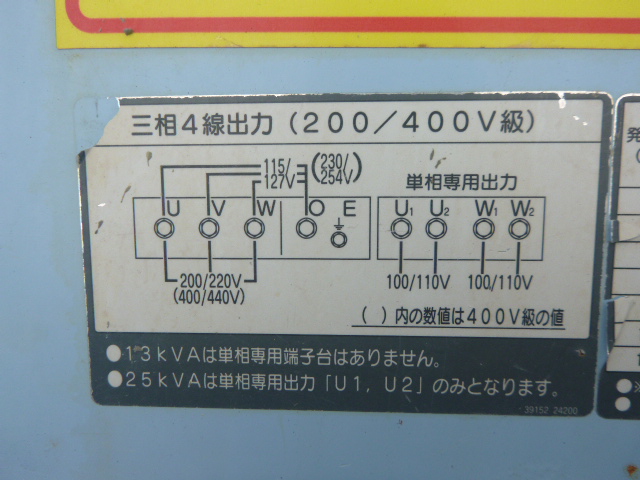 三相４線出力（２００／４００Ｖ級）
115/ (230/
127V 254V)
単相専用出力
U V W O E
U1 U2 W1 W2
200/220V
(400/440V)
100/110V 100/110V
（　）内の数値は４００Ｖ級の値
●１３ｋＶＡは単相専用端子台はありません。
●２５ｋＶＡは単相専用出力「Ｕ１，Ｕ２」のみとなります。
39152 24200
発